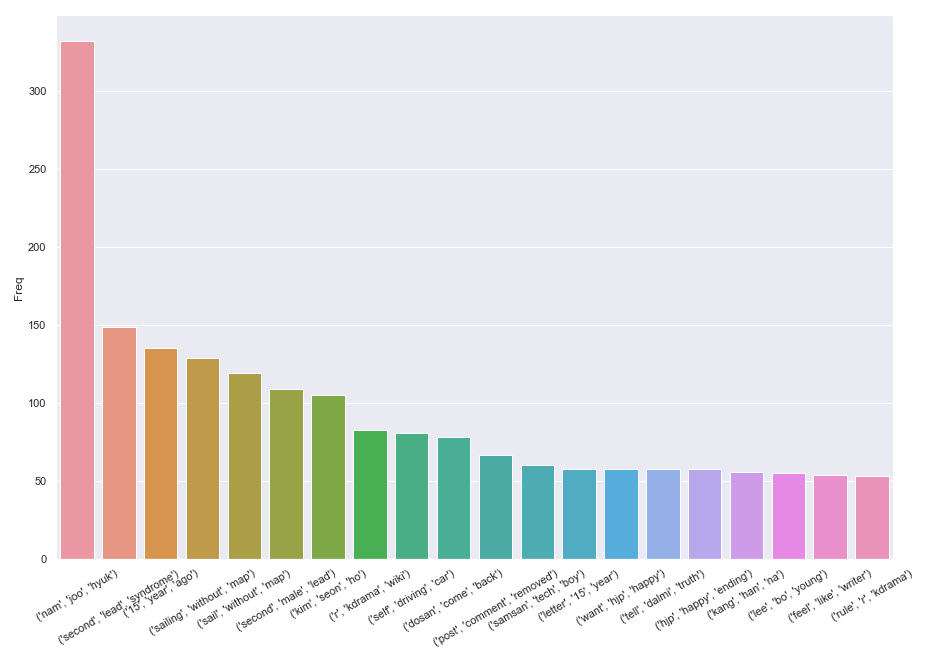 300
250
200
150
100
50
0
Freq
('nam', 'joo', 'hyuk')
('second', 'lead', 'syndrome')
('15', 'year', 'ago')
('sailing', 'without', 'map')
('sail', 'without', 'map')
('second', 'male', 'lead')
('kim', 'seon', 'ho')
('r', 'kdrama', 'wiki')
('self', 'driving', 'car')
('dosan', 'come', 'back')
('post', 'comment', 'removed')
('samsan', 'tech', 'boy')
('letter', '15', 'year')
('want', 'hjp', 'happy')
('tell', 'dalmi', 'truth')
('hjp', 'happy', 'ending')
('kang', 'han', 'na')
('lee', 'bo', 'young')
('feel', 'like', 'writer')
('rule', 'r', 'kdrama')